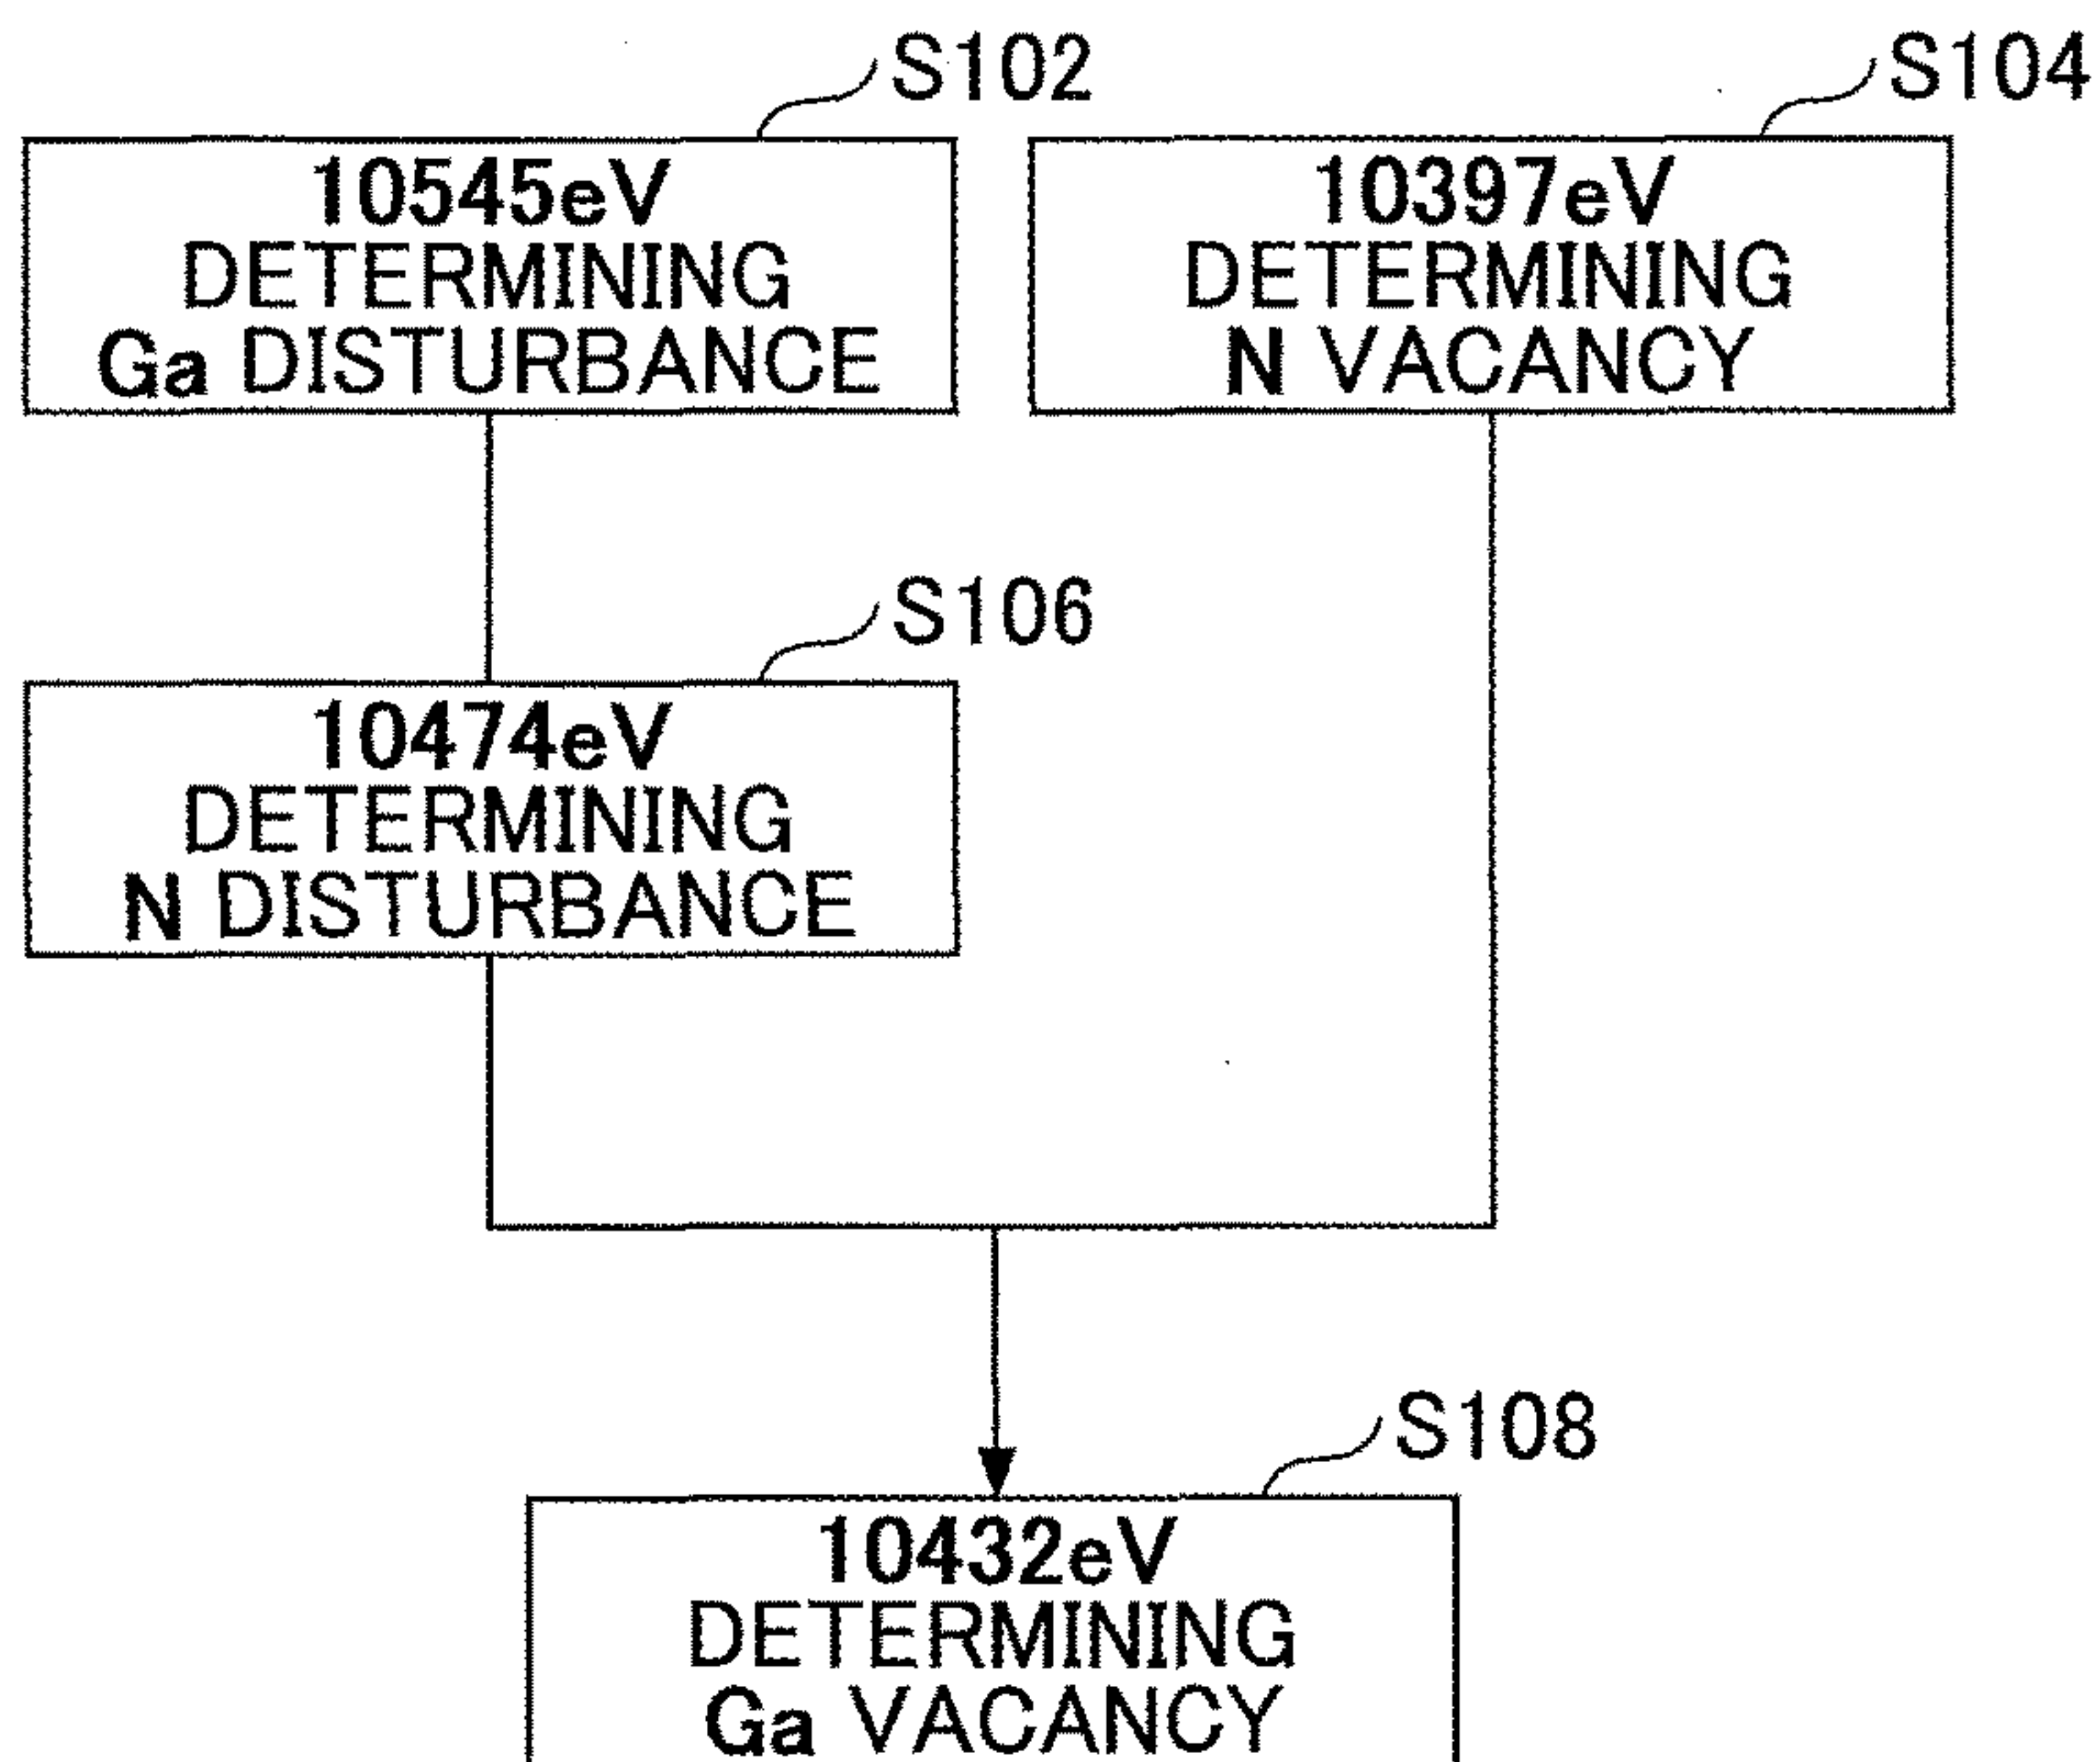 S102
10545eV
DETERMINING
Ga DISTURBANCE
S104
10397eV
DETERMINING
N VACANCY
S106
10474eV
DETERMINING
N DISTURBANCE
S108
10432eV
DETERMINING
Ga VACANCY